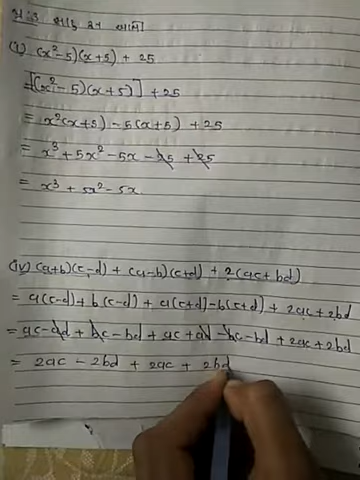 (i) (x²-5)(x+5) + 25
= [(x²-5)(x+5)] + 25
= x²(x+5) - 5(x+5) + 25
= x³ + 5x² - 5x - 25 + 25
= x³ + 5x² - 5x
(iv) (a+b)(c-d) + (a-b)(c+d) + 2(ac+bd)
= a(c-d) + b(c-d) + a(c+d) - b(c+d) + 2ac + 2bd
= ac - ad + bc - bd + ac + ad - bc - bd + 2ac + 2bd
= 2ac - 2bd + 2ac + 2bd